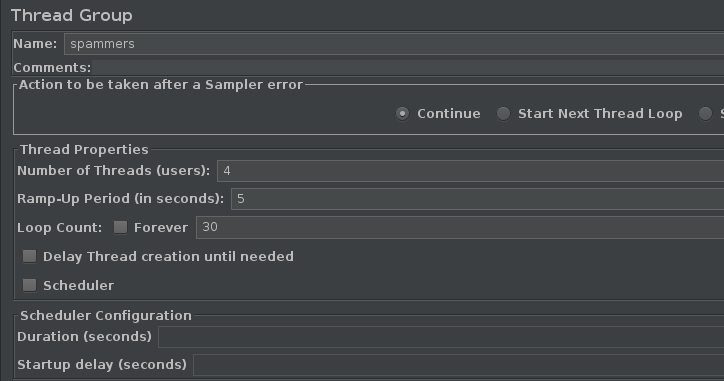 Thread Group
Name: spammers
Comments:
Action to be taken after a Sampler error
Continue Start Next Thread Loop
Thread Properties
Number of Threads (users): 4
Ramp-Up Period (in seconds): 5
Loop Count: Forever 30
Delay Thread creation until needed
Scheduler
Scheduler Configuration
Duration (seconds)
Startup delay (seconds)